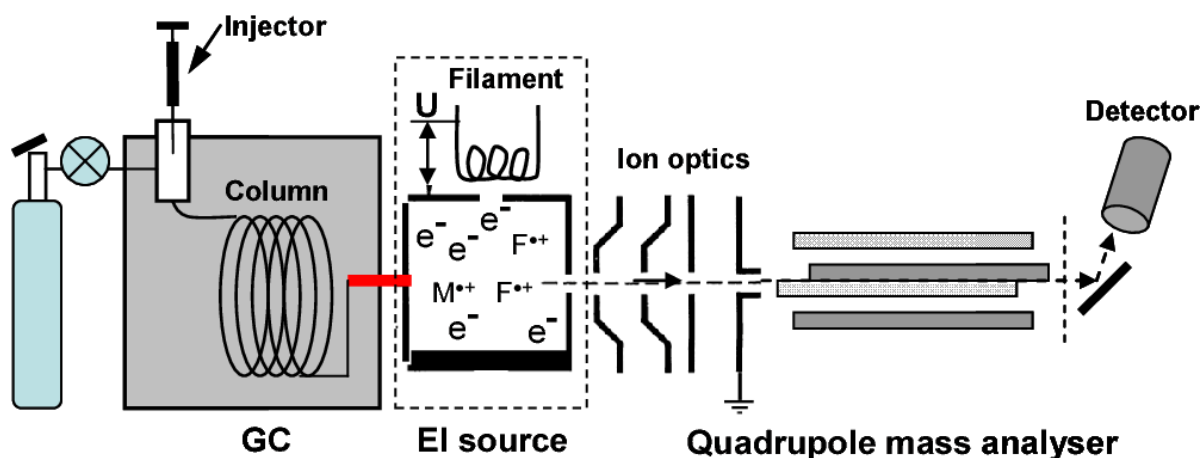 Injector
Filament
U
Detector
Ion optics
Column
e⁻
e⁻
e⁻
F•+
M•+ F•+
e⁻
e⁻
GC
EI source
Quadrupole mass analyser